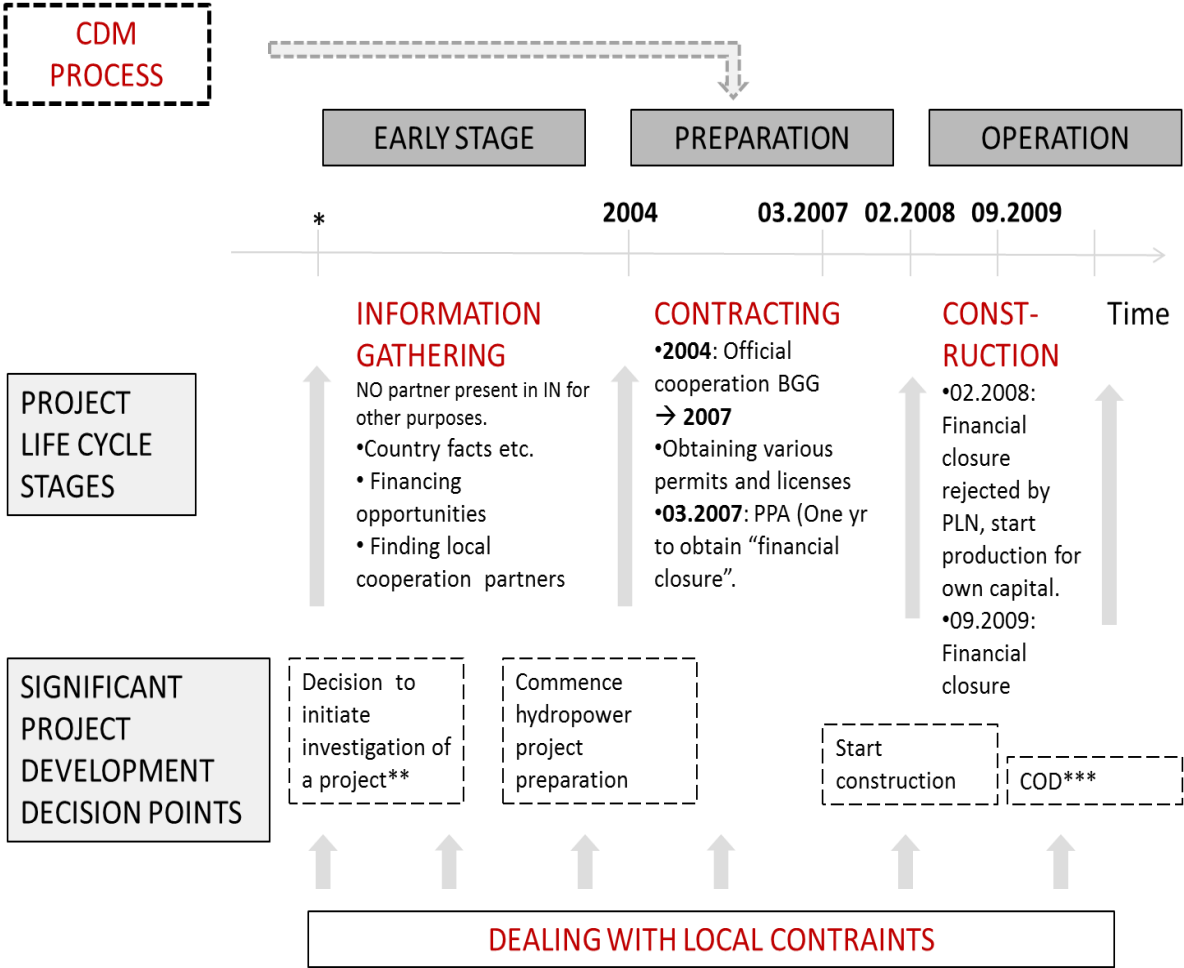 CDM
PROCESS
EARLY STAGE
PREPARATION
OPERATION
*
2004
03.2007
02.2008
09.2009
Time
PROJECT
LIFE CYCLE
STAGES
INFORMATION
GATHERING
NO partner present in IN for
other purposes.
•Country facts etc.
• Financing
opportunities
• Finding local
cooperation partners
CONTRACTING
•2004: Official
cooperation BGG
→ 2007
•Obtaining various
permits and licenses
•03.2007: PPA (One yr
to obtain “financial
closure”.
CONST-
RUCTION
•02.2008:
Financial
closure
rejected by
PLN, start
production for
own capital.
•09.2009:
Financial
closure
SIGNIFICANT
PROJECT
DEVELOPMENT
DECISION POINTS
Decision to
initiate
investigation of
a project**
Commence
hydropower
project
preparation
Start
construction
COD***
DEALING WITH LOCAL CONTRAINTS